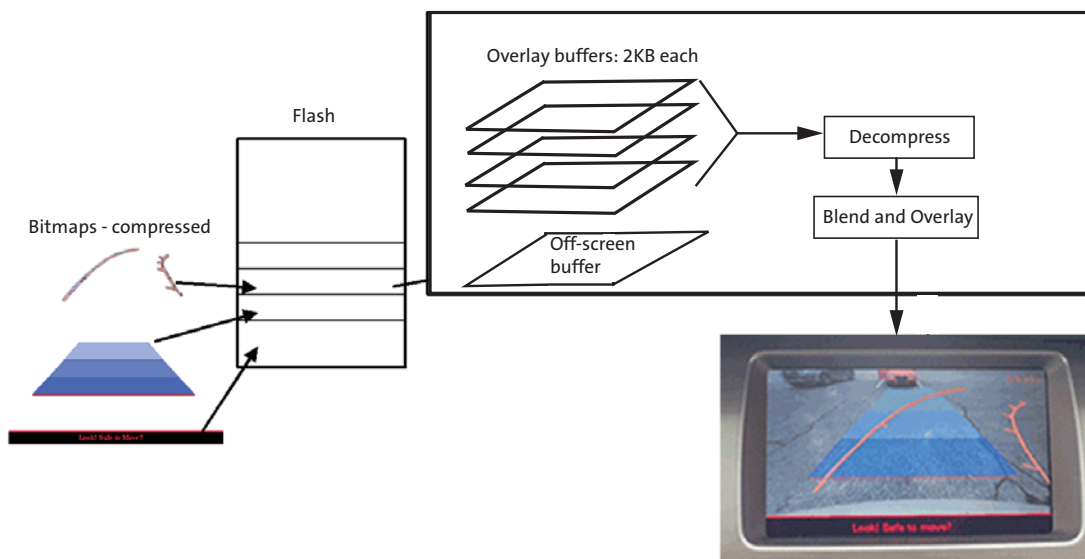 Overlay buffers: 2KB each
Flash
Decompress
Bitmaps - compressed
Blend and Overlay
Off-screen
buffer
Look! Safe to Move?
Look! Safe to move?